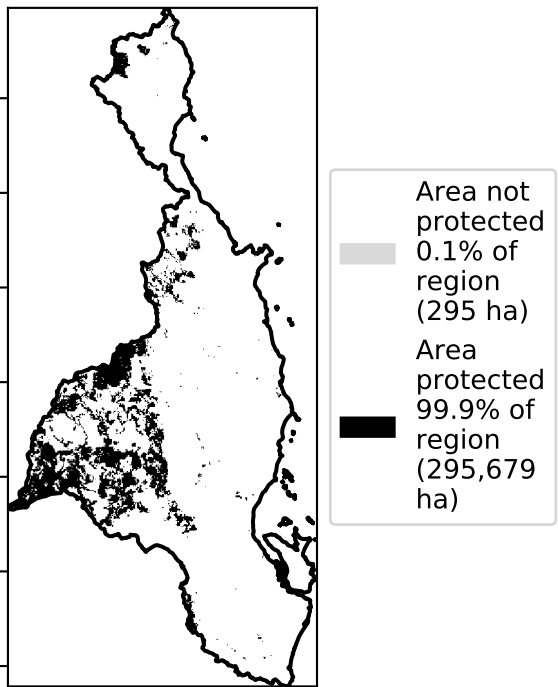 Area not
protected
0.1% of
region
(295 ha)
Area
protected
99.9% of
region
(295,679
ha)